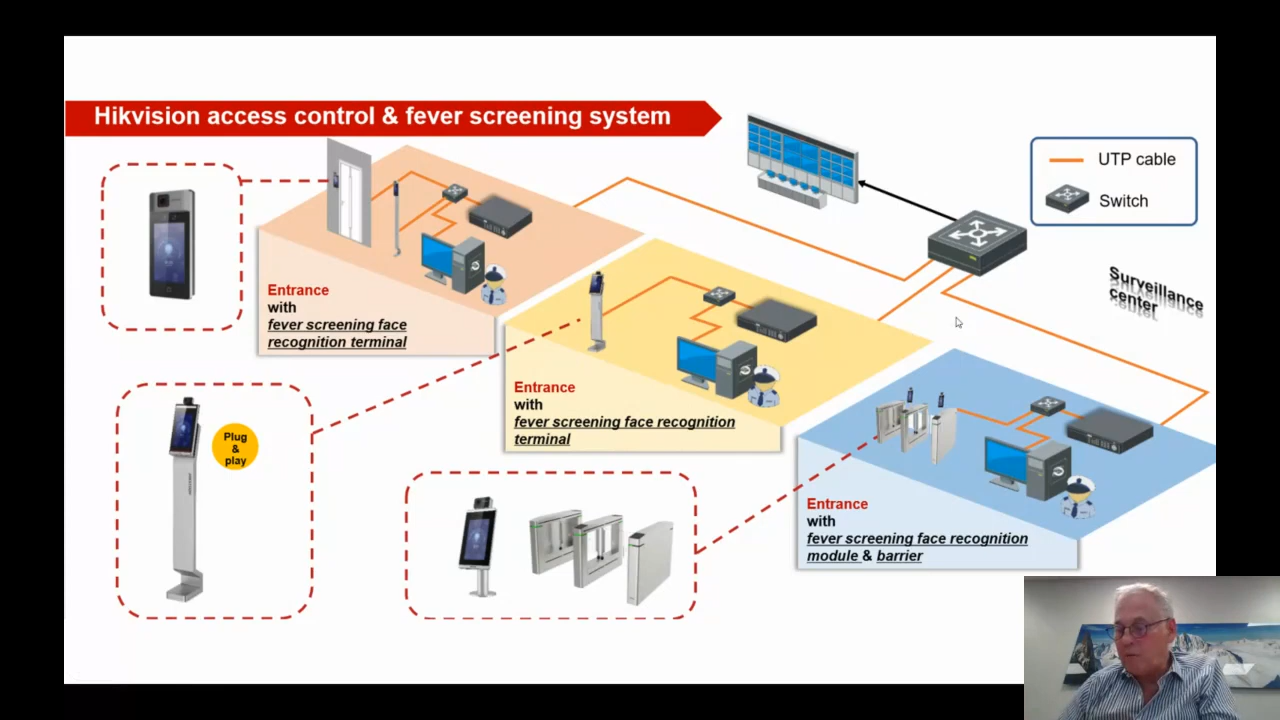 Hikvision access control & fever screening system
UTP cable
Switch
Surveillance
center
Entrance
with
fever screening face
recognition terminal
Entrance
with
fever screening face recognition
terminal
Plug
&
play
Entrance
with
fever screening face recognition
module & barrier